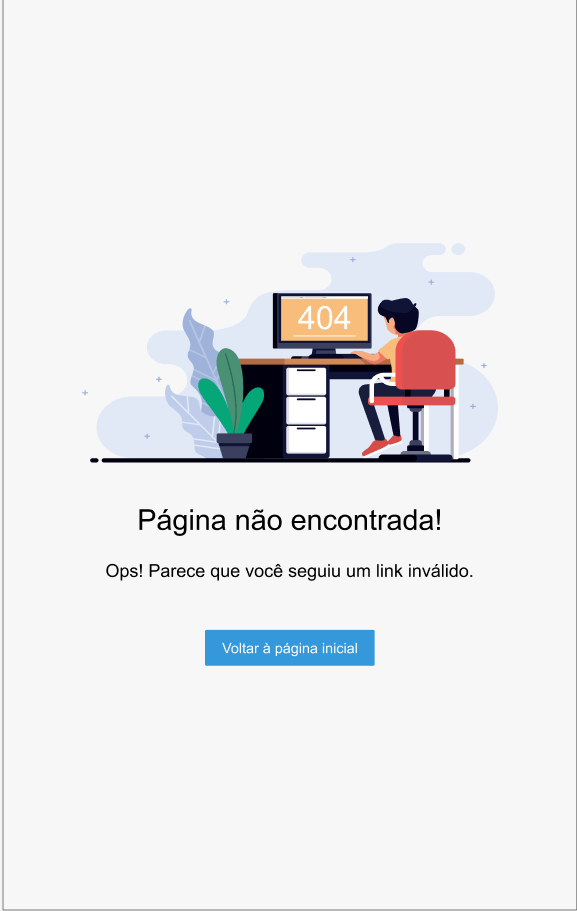 404
Página não encontrada!
Ops! Parece que você seguiu um link inválido.
Voltar à página inicial